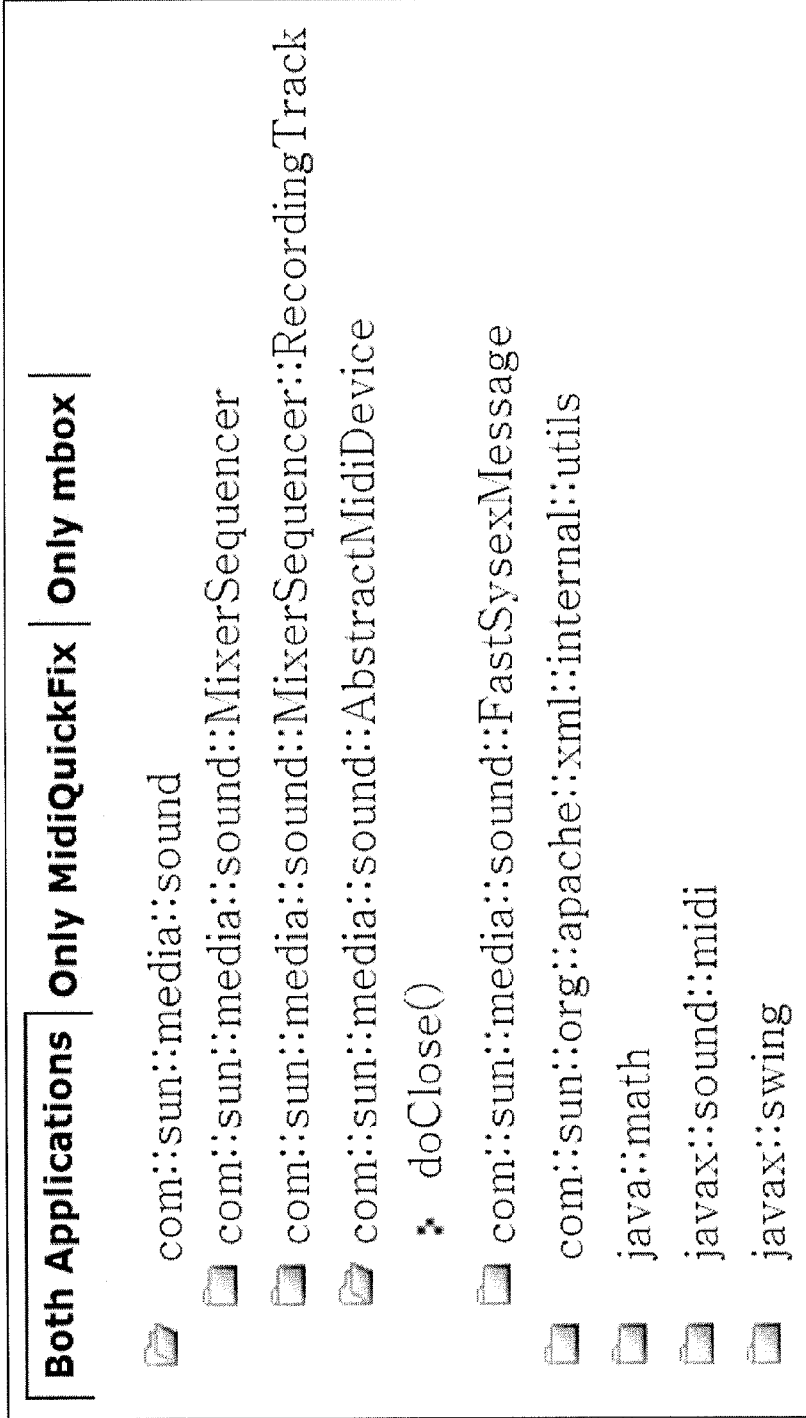 Both Applications Only MidiQuickFix Only mbox
com::sun::media::sound
com::sun::media::sound::MixerSequencer
com::sun::media::sound::MixerSequencer::RecordingTrack
com::sun::media::sound::AbstractMidiDevice
doClose()
com::sun::media::sound::FastSysexMessage
com::sun::org::apache::xml::internal::utils
java::math
javax::sound::midi
javax::swing